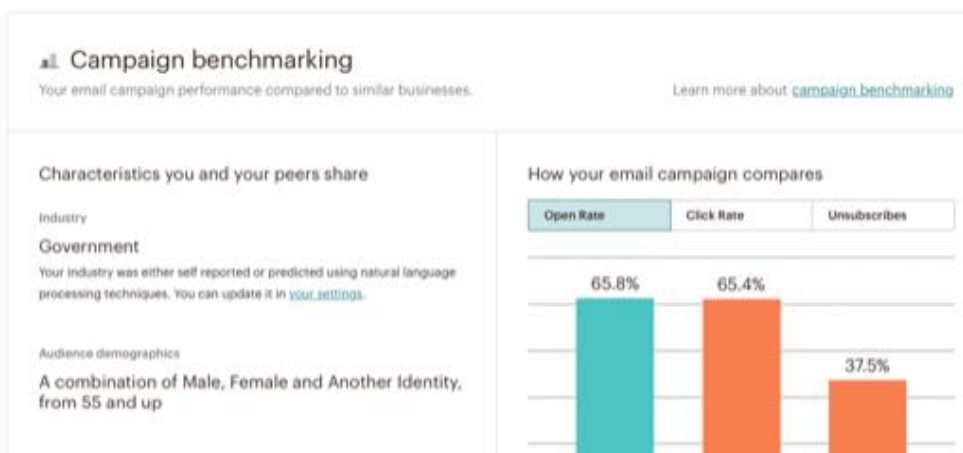 Campaign benchmarking
Your email campaign performance compared to similar businesses.
Learn more about campaign benchmarking
Characteristics you and your peers share
Industry
Government
Your industry was either self reported or predicted using natural language
processing techniques. You can update it in your settings.
Audience demographics
A combination of Male, Female and Another Identity,
from 55 and up
How your email campaign compares
Open Rate Click Rate Unsubscribes
65.8% 65.4%
37.5%